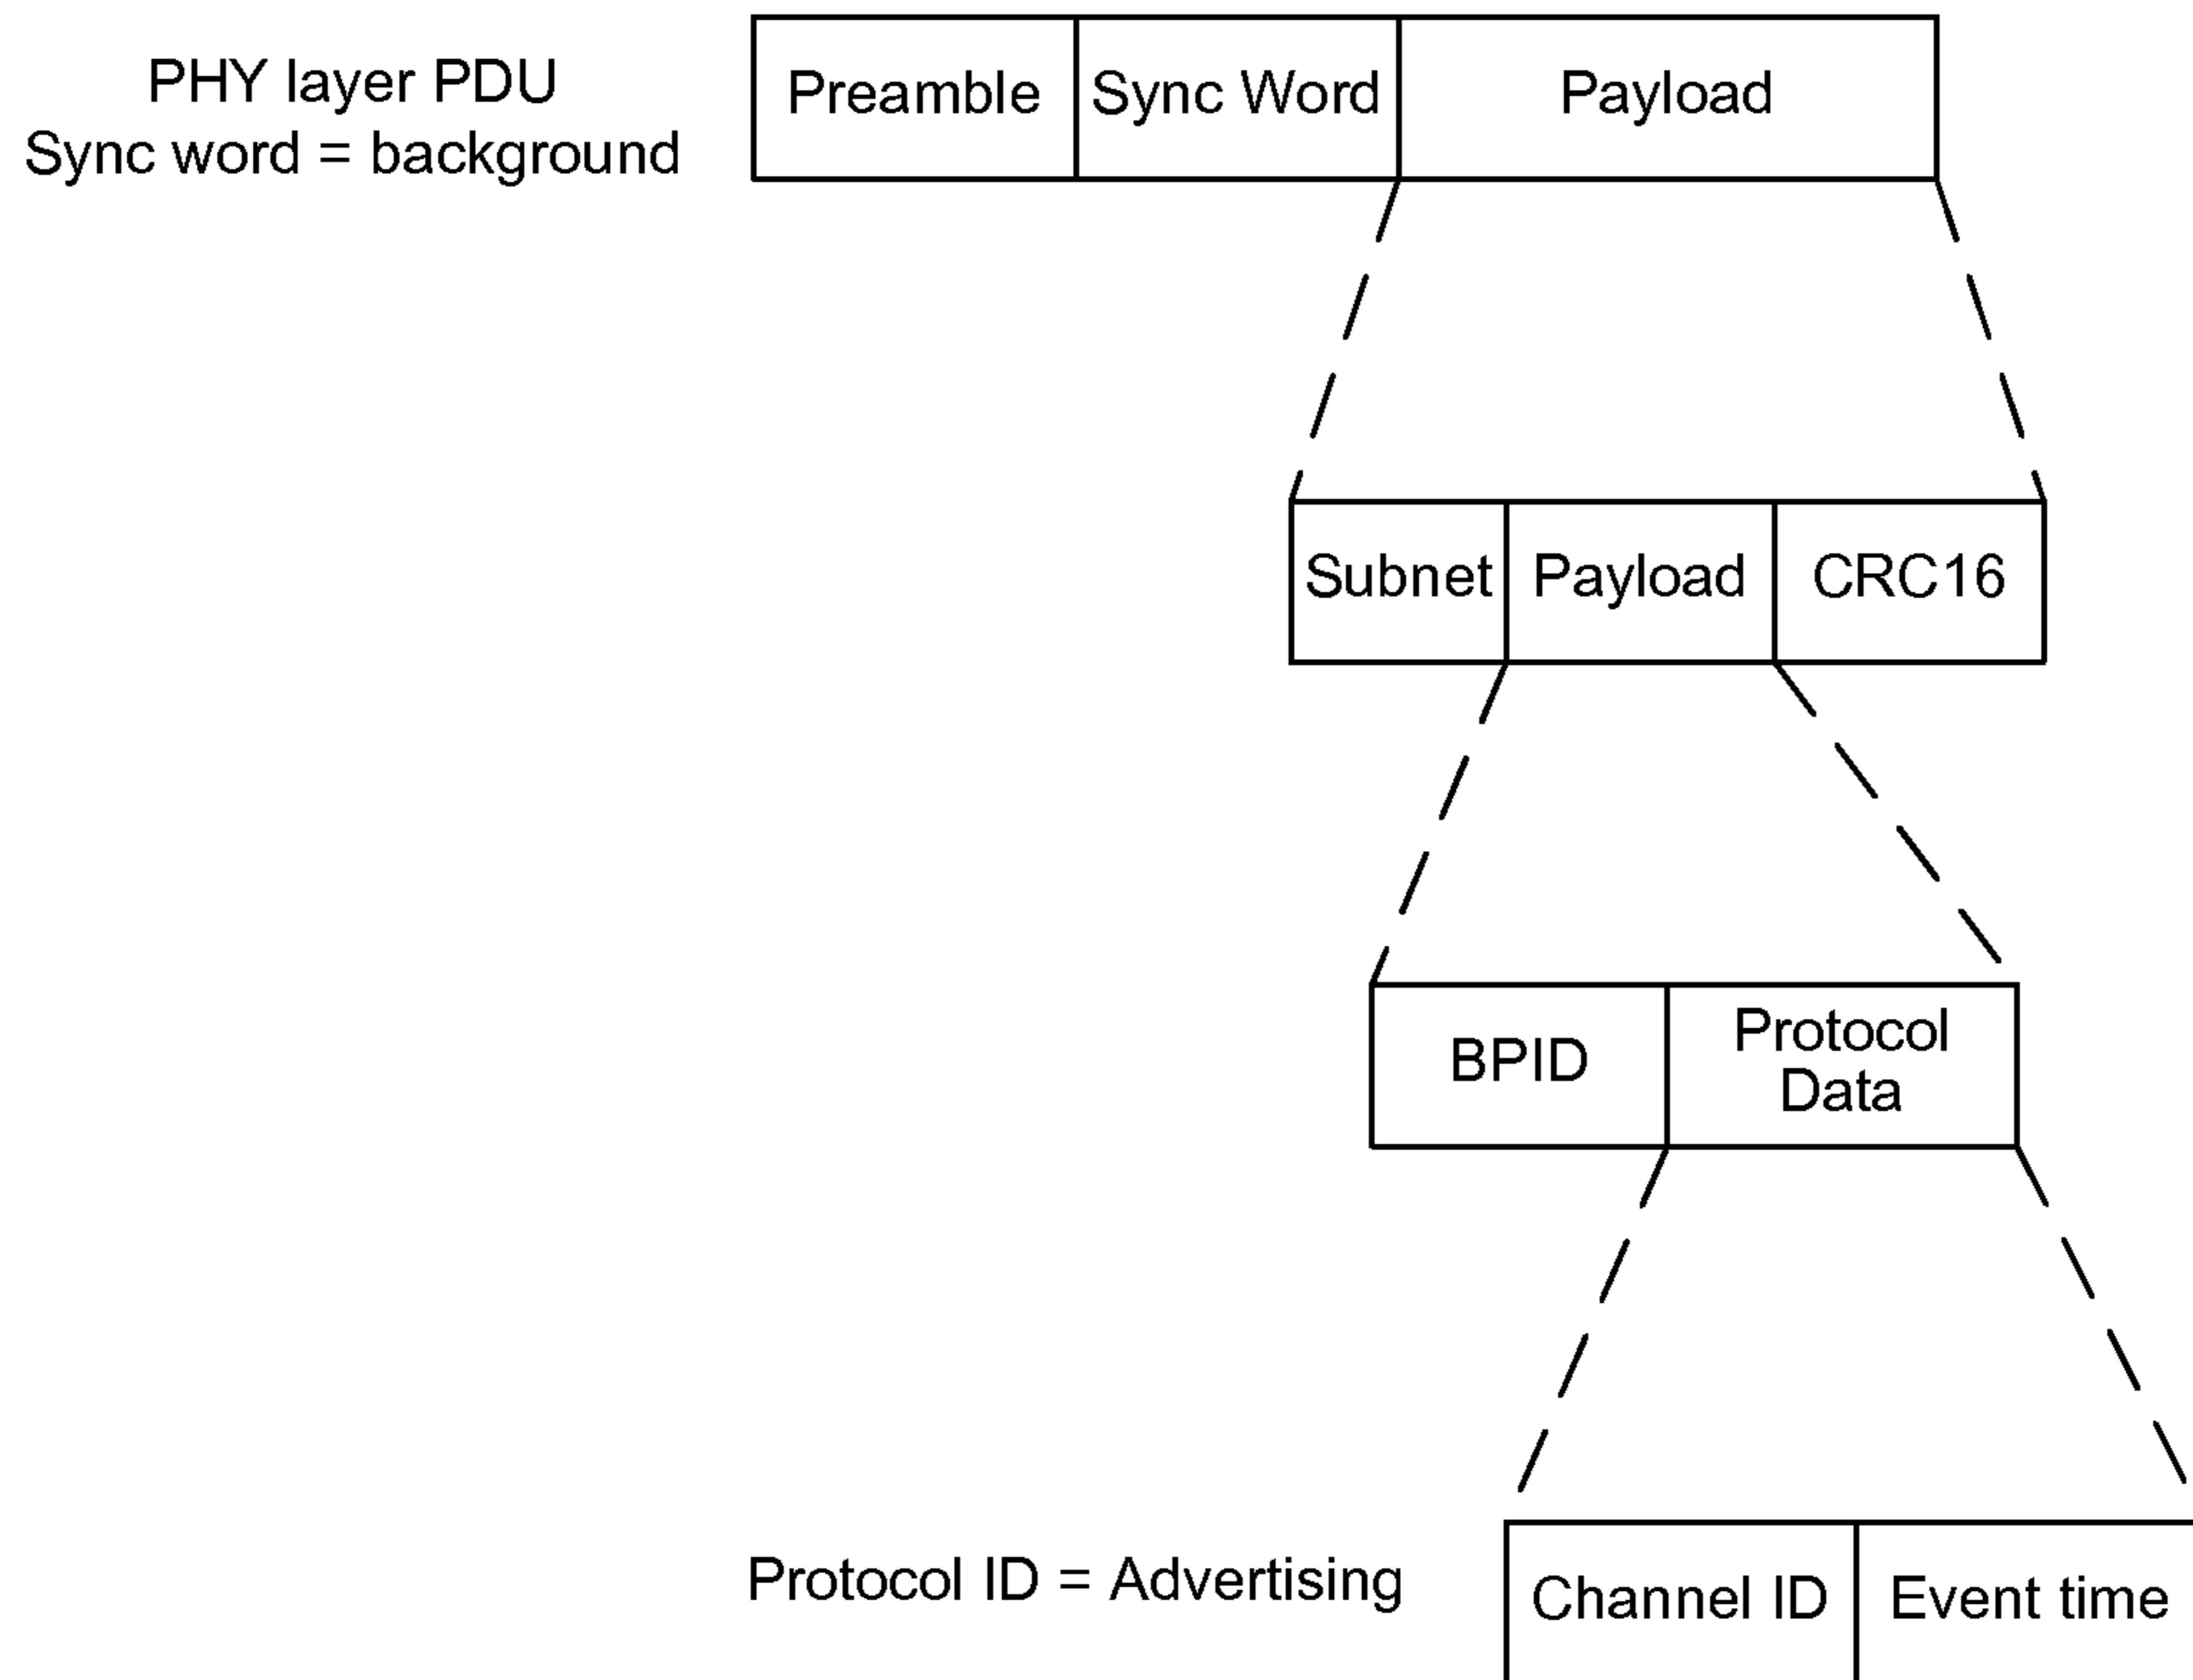 PHY layer PDU
Sync word = background
Preamble Sync Word Payload
Subnet Payload CRC16
BPID Protocol
Data
Protocol ID = Advertising
Channel ID Event time